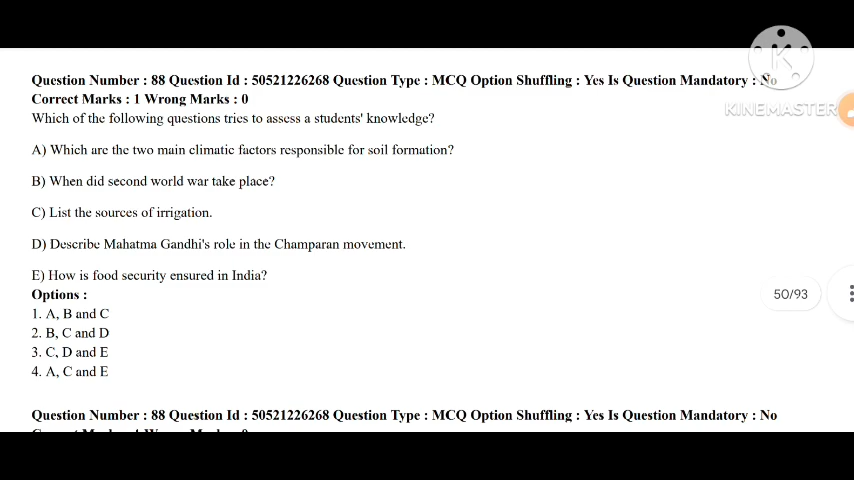 Question Number : 88 Question Id : 50521226268 Question Type : MCQ Option Shuffling : Yes Is Question Mandatory : No
Correct Marks : 1 Wrong Marks : 0
Which of the following questions tries to assess a students' knowledge?
A) Which are the two main climatic factors responsible for soil formation?
B) When did second world war take place?
C) List the sources of irrigation.
D) Describe Mahatma Gandhi's role in the Champaran movement.
E) How is food security ensured in India?
Options :
1. A, B and C
2. B, C and D
3. C, D and E
4. A, C and E
Question Number : 88 Question Id : 50521226268 Question Type : MCQ Option Shuffling : Yes Is Question Mandatory : No
K
KINEMASTER
50/93